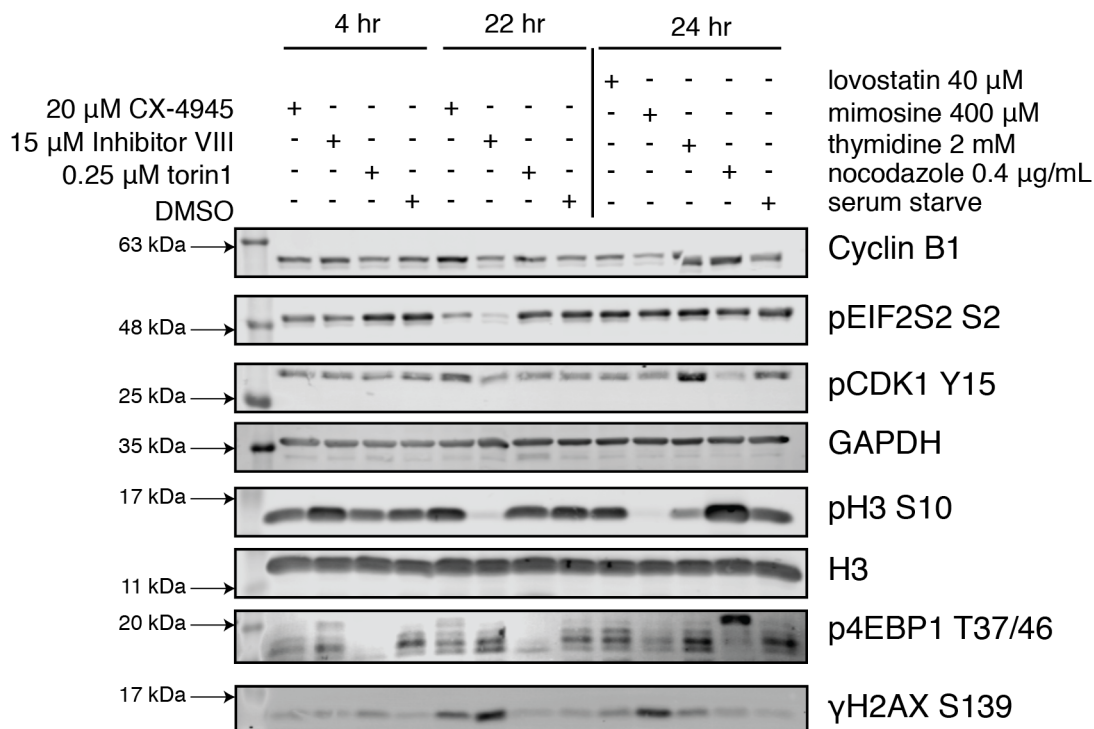 4 hr 22 hr 24 hr
+ - - - - lovostatin 40 µM
20 µM CX-4945 + - - - + - - - - + - - - mimosine 400 µM
15 µM Inhibitor VIII - + - - - + - - - - + - - thymidine 2 mM
0.25 µM torin1 - - + - - - + - - - - + - nocodazole 0.4 µg/mL
DMSO - - - + - - - + - - - - + serum starve
63 kDa Cyclin B1
48 kDa pEIF2S2 S2
25 kDa pCDK1 Y15
35 kDa GAPDH
17 kDa pH3 S10
11 kDa H3
20 kDa p4EBP1 T37/46
17 kDa γH2AX S139